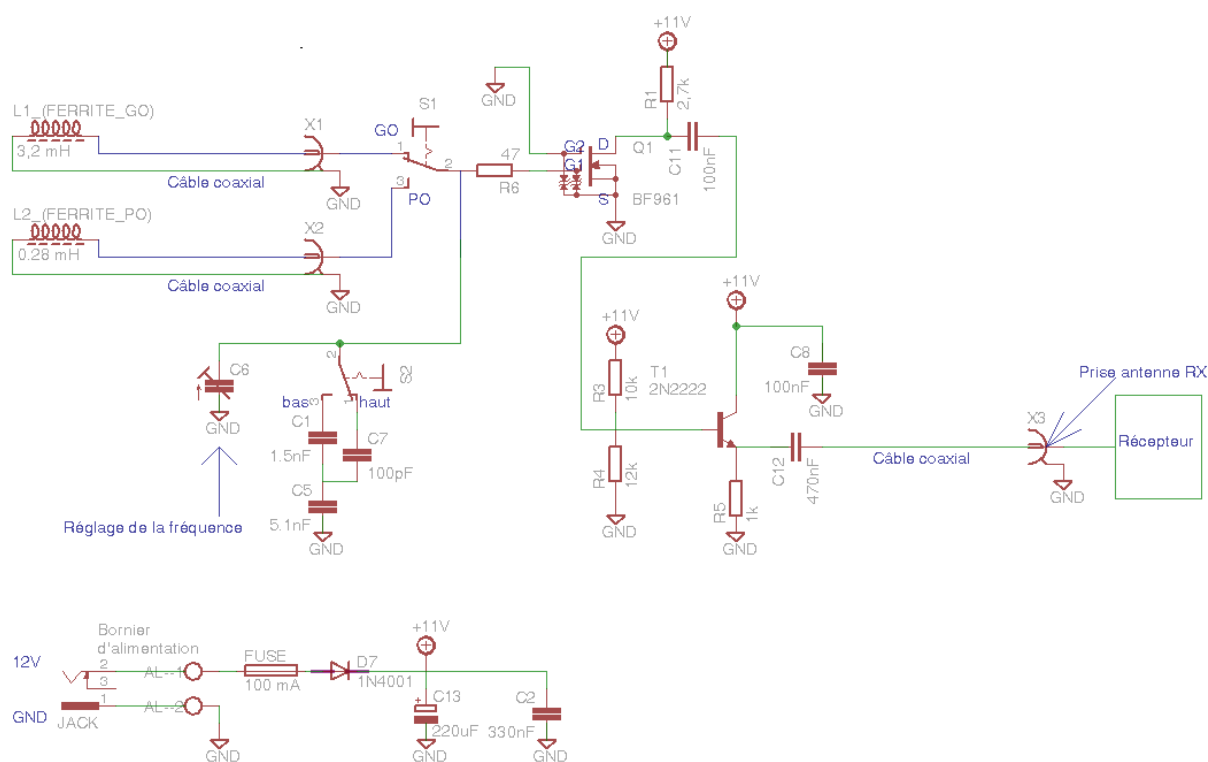 +11V
GND
R1
2,7k
L1_(FERRITE_GO)
3,2 mH
Câble coaxial
X1
GND
S1
GO
1
2
3
PO
47
R6
G2
D
G1
S
Q1
BF961
GND
C11
100nF
L2_(FERRITE_PO)
0.28 mH
Câble coaxial
X2
GND
+11V
+11V
C6
GND
2
S2
bas
3
1
haut
C1
1.5nF
C7
100pF
C5
5.1nF
GND
Réglage de la fréquence
R3
10k
R4
12k
GND
T1
2N2222
C8
100nF
GND
R5
1k
GND
C12
470nF
Câble coaxial
X3
GND
Prise antenne RX
Récepteur
12V
GND
2
3
1
JACK
Bornier
d'alimentation
AL--1
AL--2
GND
FUSE
100 mA
D7
1N4001
+11V
+
C13
220uF
GND
C2
330nF
GND